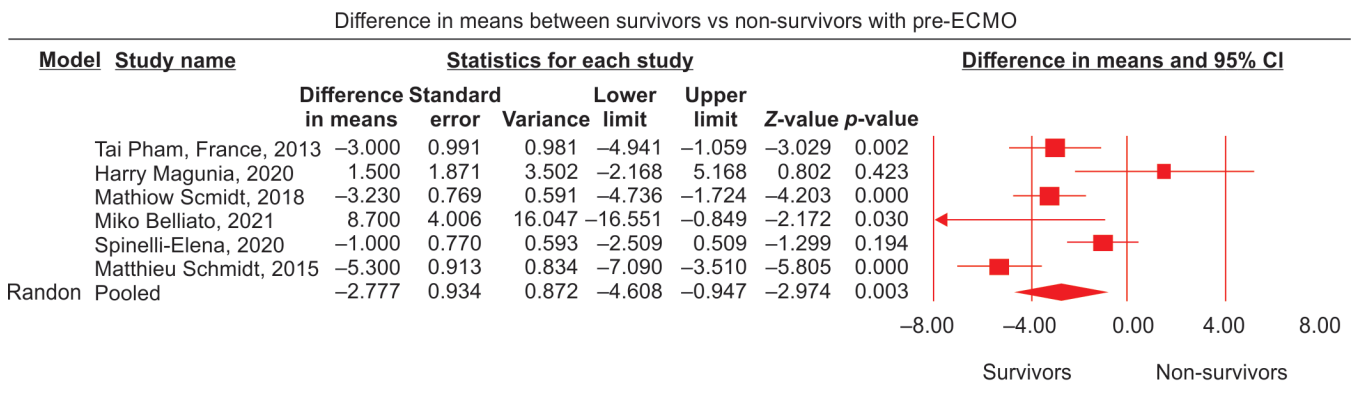 Difference in means between survivors vs non-survivors with pre-ECMO
Model Study name Statistics for each study Difference in means and 95% CI
Difference Standard Lower Upper
in means error Variance limit limit Z-value p-value
Tai Pham, France, 2013 –3.000 0.991 0.981 –4.941 –1.059 –3.029 0.002
Harry Magunia, 2020 1.500 1.871 3.502 –2.168 5.168 0.802 0.423
Mathiow Scmidt, 2018 –3.230 0.769 0.591 –4.736 –1.724 –4.203 0.000
Miko Belliato, 2021 8.700 4.006 16.047 –16.551 –0.849 –2.172 0.030
Spinelli-Elena, 2020 –1.000 0.770 0.593 –2.509 0.509 –1.299 0.194
Matthieu Schmidt, 2015 –5.300 0.913 0.834 –7.090 –3.510 –5.805 0.000
Randon Pooled –2.777 0.934 0.872 –4.608 –0.947 –2.974 0.003
–8.00 –4.00 0.00 4.00 8.00
Survivors Non-survivors